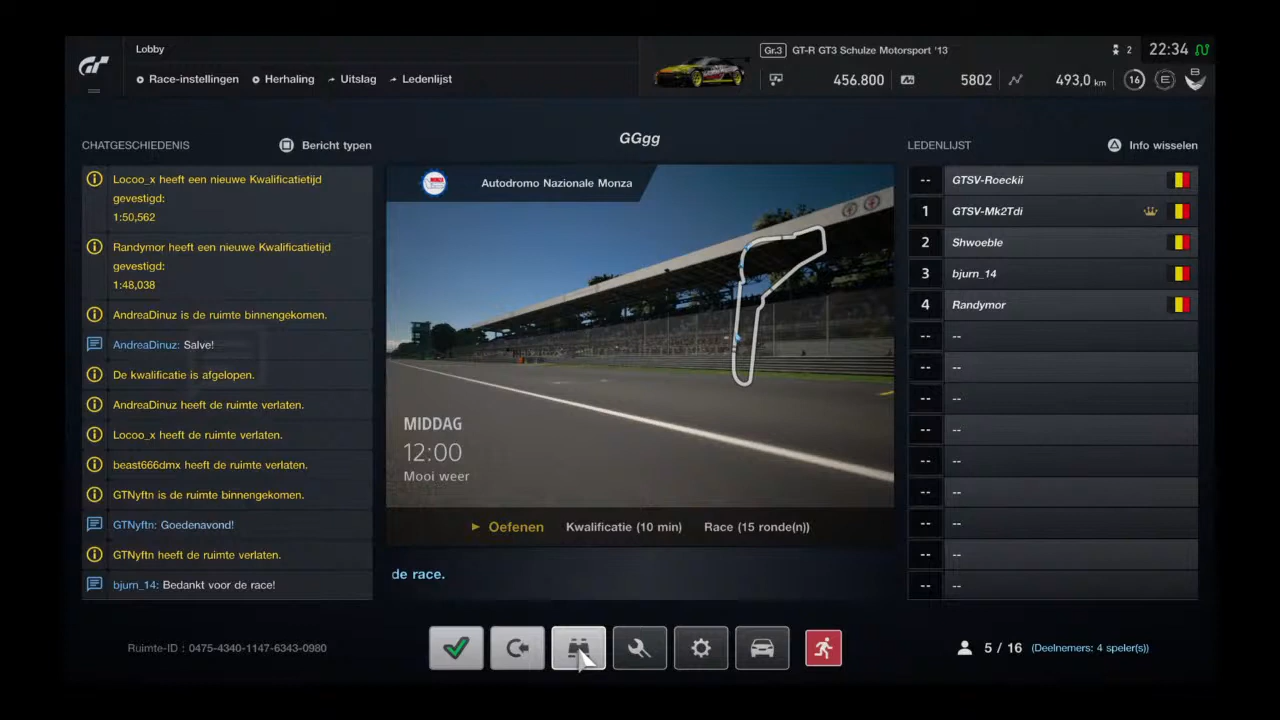 Lobby
Race-instellingen Herhaling Uitslag Ledenlijst
Gr.3 GT-R GT3 Schulze Motorsport '13
2 22:34
456.800 5802 493,0 km 16 E B
CHATGESCHIEDENIS Bericht typen
GGgg
LEDENLIJST Info wisselen
Locoo_x heeft een nieuwe Kwalificatietijd
gevestigd:
1:50,562
Randymor heeft een nieuwe Kwalificatietijd
gevestigd:
1:48,038
AndreaDinuz is de ruimte binnengekomen.
AndreaDinuz: Salve!
De kwalificatie is afgelopen.
AndreaDinuz heeft de ruimte verlaten.
Locoo_x heeft de ruimte verlaten.
beast666dmx heeft de ruimte verlaten.
GTNyftn is de ruimte binnengekomen.
GTNyftn: Goedenavond!
GTNyftn heeft de ruimte verlaten.
bjurn_14: Bedankt voor de race!
Autodromo Nazionale Monza
MIDDAG
12:00
Mooi weer
Oefenen Kwalificatie (10 min) Race (15 ronde(n))
de race.
-- GTSV-Roeckii
1 GTSV-Mk2Tdi
2 Shwoeble
3 bjurn_14
4 Randymor
-- --
-- --
-- --
-- --
-- --
-- --
-- --
-- --
-- --
Ruimte-ID : 0475-4340-1147-6343-0980
5 / 16 (Deelnemers: 4 speler(s))